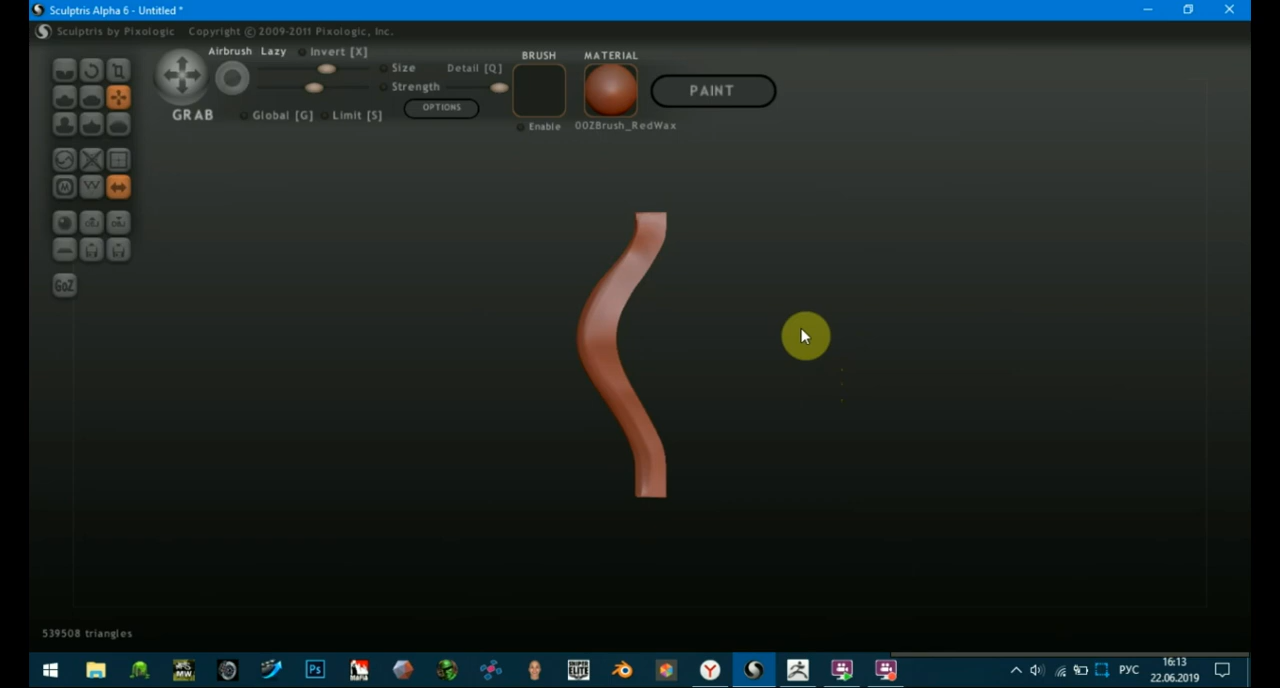 Sculptris Alpha 6 - Untitled *
Sculptris by Pixologic Copyright © 2009-2011 Pixologic, Inc.
Airbrush Lazy Invert [X]
BRUSH MATERIAL
Size Detail [Q]
Strength
PAINT
OPTIONS
GRAB Global [G] Limit [S]
Enable 00ZBrush_RedWax
GoZ
539508 triangles
Ps
РУС
16:13
22.06.2019